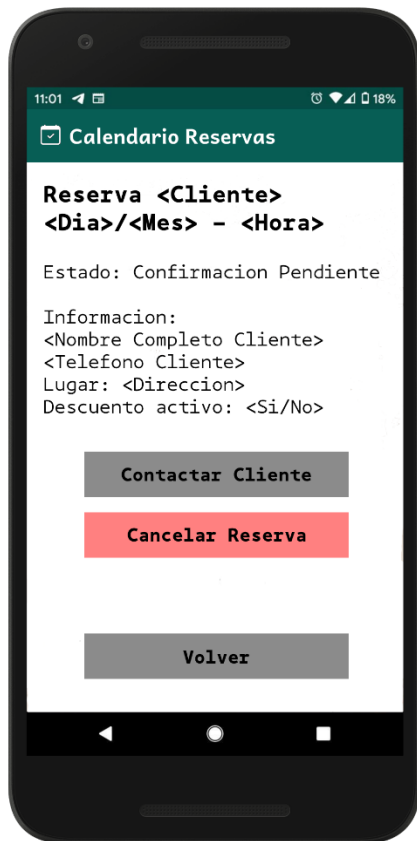 11:01 18%
Calendario Reservas
Reserva <Cliente>
<Dia>/<Mes> - <Hora>
Estado: Confirmacion Pendiente
Informacion:
<Nombre Completo Cliente>
<Telefono Cliente>
Lugar: <Direccion>
Descuento activo: <Si/No>
Contactar Cliente
Cancelar Reserva
Volver